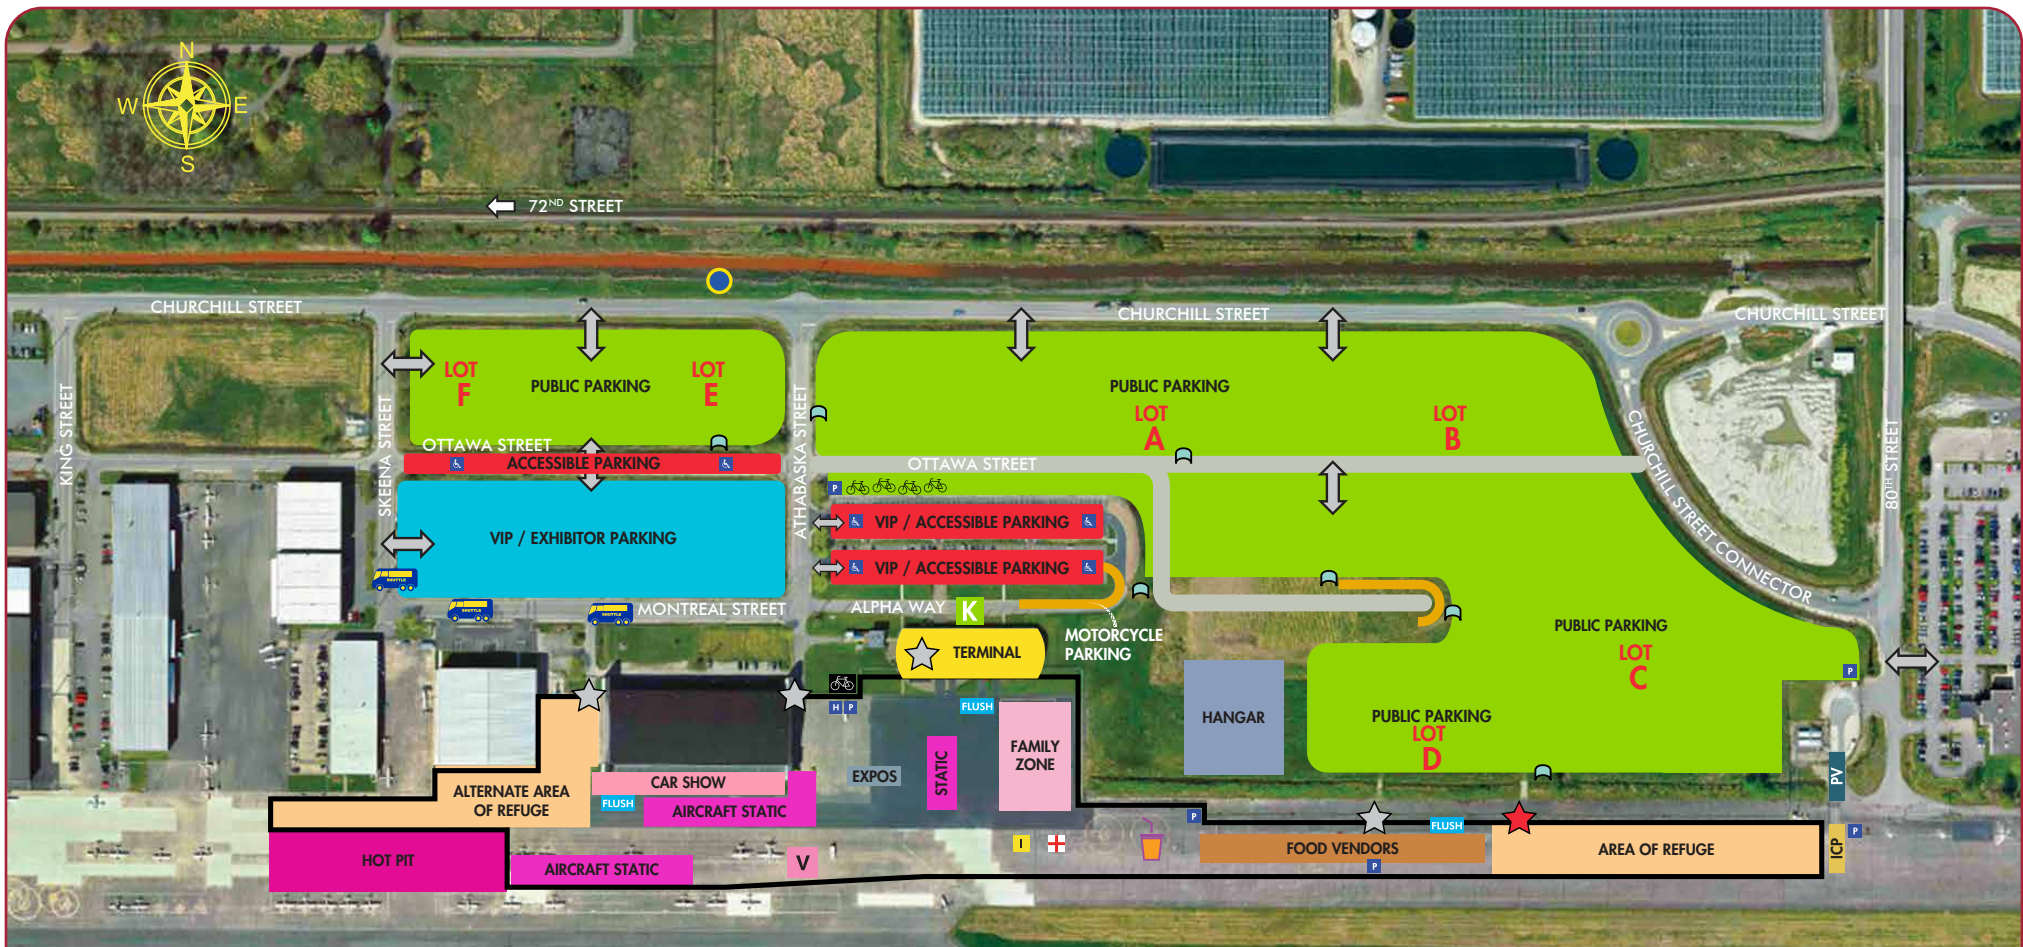 N
W
E
S
72ND STREET
CHURCHILL STREET
CHURCHILL STREET
CHURCHILL STREET
KING STREET
SKEENA STREET
ATHABASKA STREET
80TH STREET
CHURCHILL STREET CONNECTOR
LOT
F
PUBLIC PARKING
LOT
E
PUBLIC PARKING
LOT
A
LOT
B
OTTAWA STREET
ACCESSIBLE PARKING
OTTAWA STREET
P
VIP / ACCESSIBLE PARKING
VIP / EXHIBITOR PARKING
VIP / ACCESSIBLE PARKING
SHUTTLE
SHUTTLE
SHUTTLE
MONTREAL STREET
ALPHA WAY
K
MOTORCYCLE
PARKING
TERMINAL
PUBLIC PARKING
LOT
C
P
HANGAR
PUBLIC PARKING
LOT
D
H
P
FLUSH
FAMILY
ZONE
STATIC
EXPOS
CAR SHOW
ALTERNATE AREA
OF REFUGE
FLUSH
AIRCRAFT STATIC
PV
P
FLUSH
ICP
P
I
HOT PIT
AIRCRAFT STATIC
V
FOOD VENDORS
P
AREA OF REFUGE